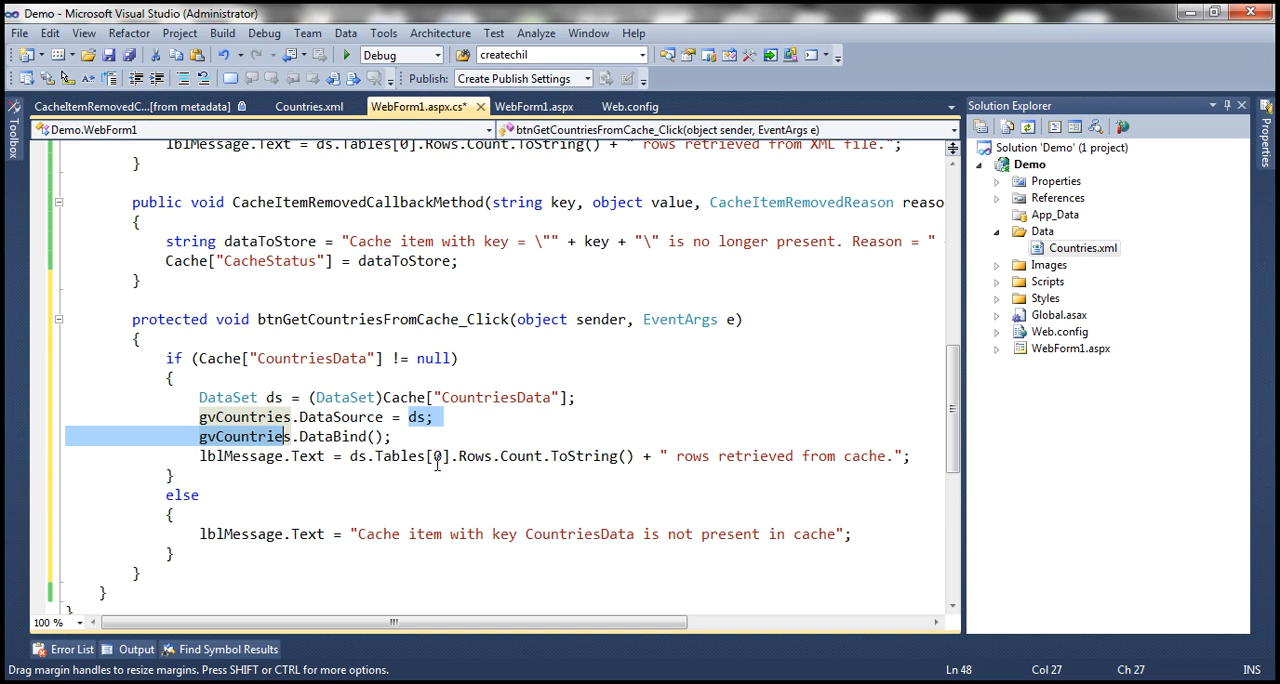 Demo - Microsoft Visual Studio (Administrator)
File Edit View Refactor Project Build Debug Team Data Tools Architecture Test Analyze Window Help
Debug createchil
Publish: Create Publish Settings
CacheItemRemovedC...[from metadata] Countries.xml WebForm1.aspx.cs* WebForm1.aspx Web.config
Solution Explorer
Toolbox
Properties
Demo.WebForm1 btnGetCountriesFromCache_Click(object sender, EventArgs e)
lblMessage.Text = ds.Tables[0].Rows.Count.ToString() + " rows retrieved from XML file.";
}
public void CacheItemRemovedCallbackMethod(string key, object value, CacheItemRemovedReason reaso
{
string dataToStore = "Cache item with key = \"" + key + "\" is no longer present. Reason = "
Cache["CacheStatus"] = dataToStore;
}
protected void btnGetCountriesFromCache_Click(object sender, EventArgs e)
{
if (Cache["CountriesData"] != null)
{
DataSet ds = (DataSet)Cache["CountriesData"];
gvCountries.DataSource = ds;
gvCountries.DataBind();
lblMessage.Text = ds.Tables[0].Rows.Count.ToString() + " rows retrieved from cache.";
}
else
{
lblMessage.Text = "Cache item with key CountriesData is not present in cache";
}
}
}
}
Solution 'Demo' (1 project)
Demo
Properties
References
App_Data
Data
Countries.xml
Images
Scripts
Styles
Global.asax
Web.config
WebForm1.aspx
100 %
Error List Output Find Symbol Results
Drag margin handles to resize margins. Press SHIFT or CTRL for more options. Ln 48 Col 27 Ch 27 INS